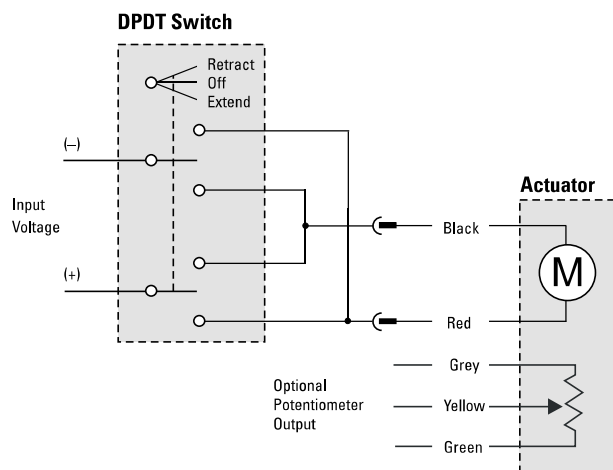 DPDT Switch
Retract
Off
Extend
(–)
Input
Voltage
(+)
Actuator
Black
M
Red
Grey
Optional
Potentiometer
Output
Yellow
Green